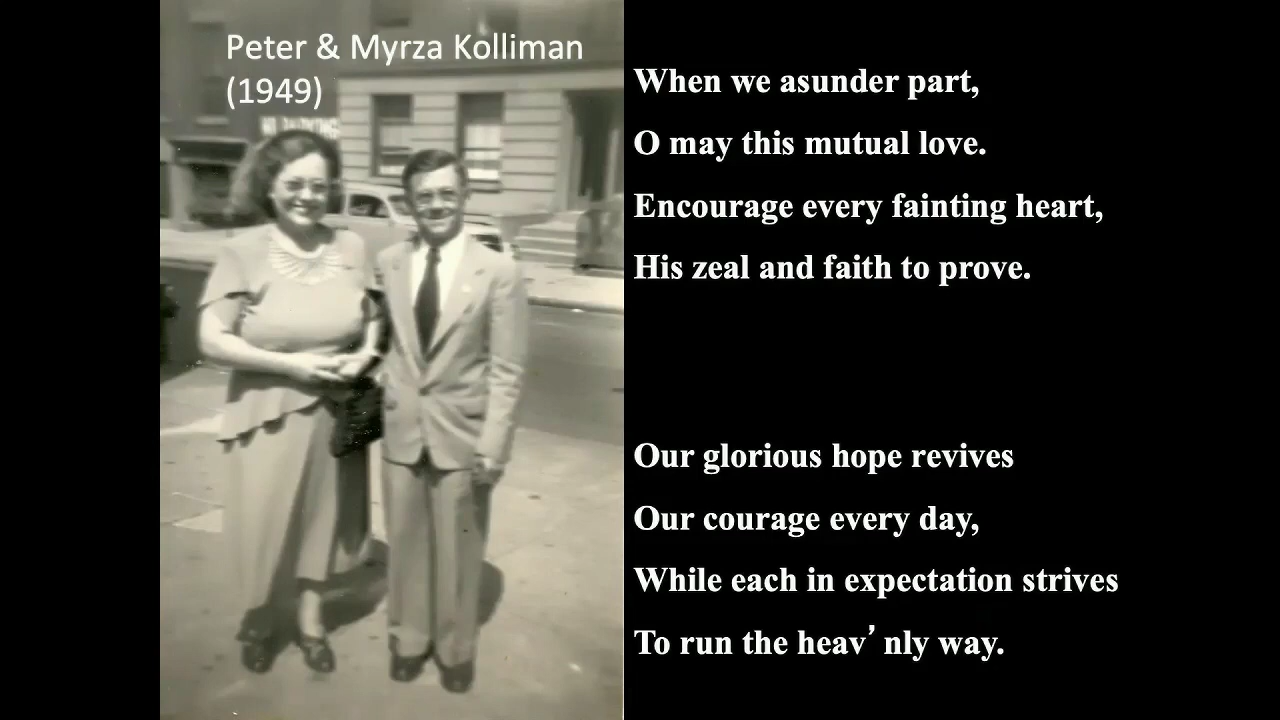 Peter & Myrza Kolliman
(1949)
NO PARKING
When we asunder part,
O may this mutual love.
Encourage every fainting heart,
His zeal and faith to prove.
Our glorious hope revives
Our courage every day,
While each in expectation strives
To run the heav’nly way.